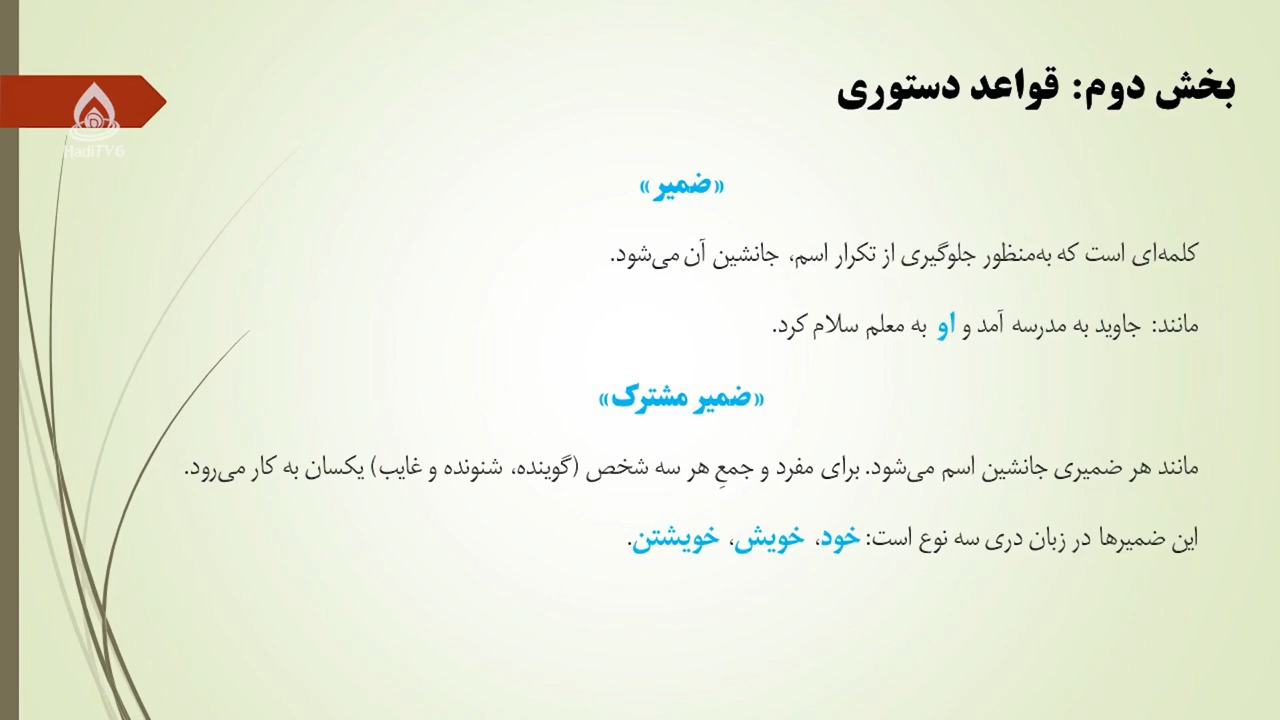 بخش دوم: قواعد دستوری
HadiTV6
«ضمیر»
کلمه‌ای است که به‌منظور جلوگیری از تکرار اسم، جانشین آن می‌شود.
مانند: جاوید به مدرسه آمد و او به معلم سلام کرد.
«ضمیر مشترک»
مانند هر ضمیری جانشین اسم می‌شود. برای مفرد و جمعِ هر سه شخص (گوینده، شنونده و غایب) یکسان به کار می‌رود.
این ضمیرها در زبان دری سه نوع است: خود، خویش، خویشتن.